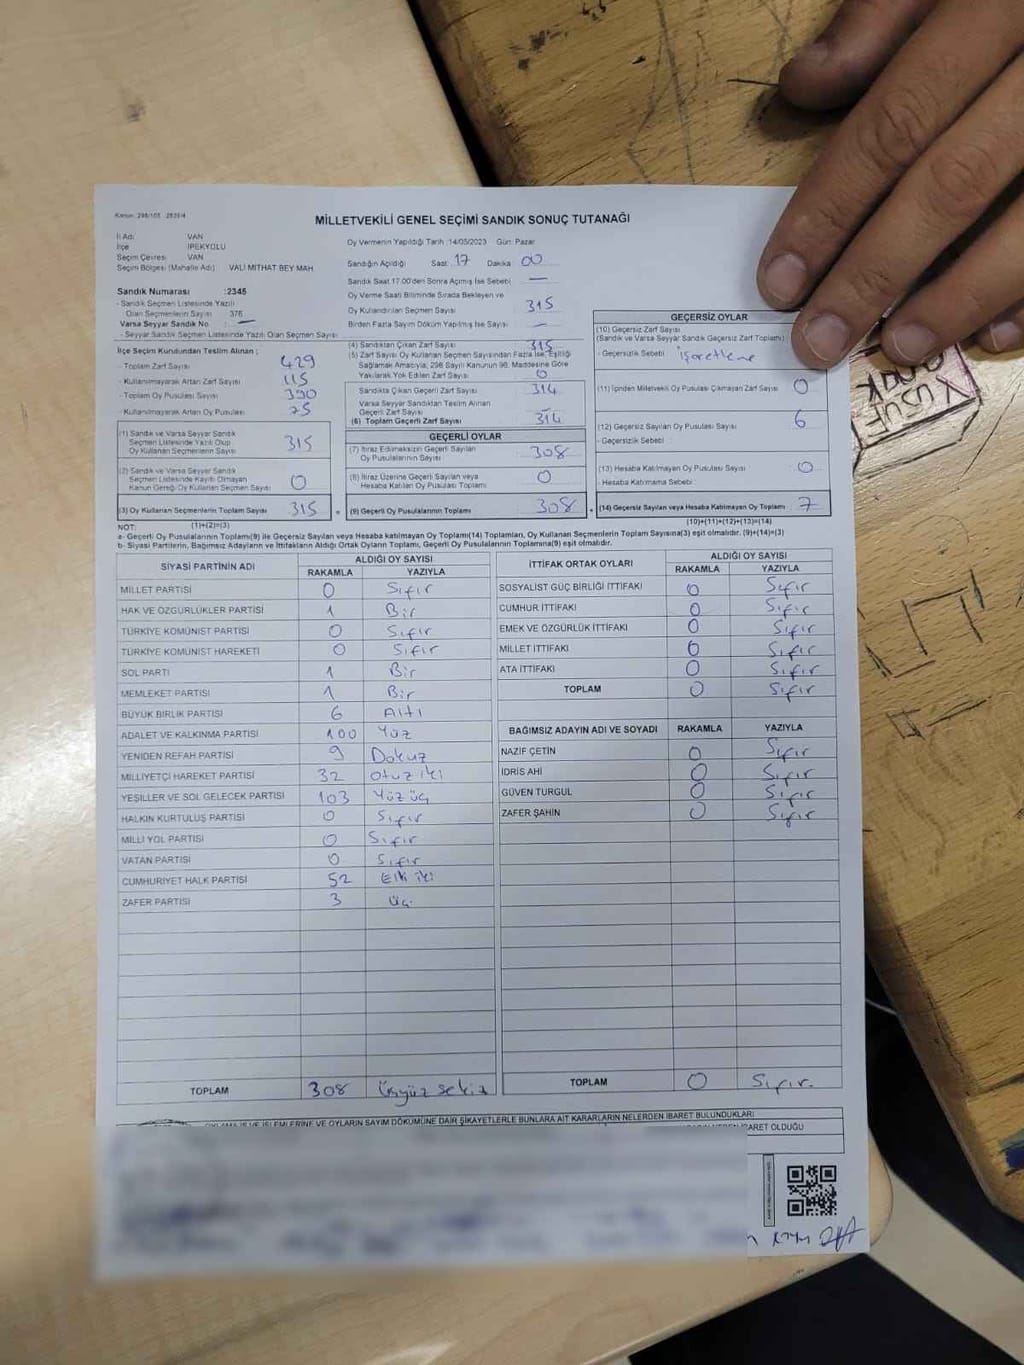 Kanun: 298/105 - 2839/4
MİLLETVEKİLİ GENEL SEÇİMİ SANDIK SONUÇ TUTANAĞI
İl Adı VAN
İlçe İPEKYOLU
Seçim Çevresi VAN
Seçim Bölgesi (Mahalle Adı) VALİ MİTHAT BEY MAH.
Sandık Numarası :2345
- Sandık Seçmen Listesinde Yazılı
Olan Seçmenlerin Sayısı 376
Varsa Seyyar Sandık No : —
- Seyyar Sandık Seçmen Listesinde Yazılı Olan Seçmen Sayısı
Oy Vermenin Yapıldığı Tarih :14/05/2023 Gün: Pazar
Sandığın Açıldığı Saat: 17 Dakika 00
Sandık Saat 17.00'den Sonra Açılmış İse Sebebi —
Oy Verme Saati Bitiminde Sırada Bekleyen ve
Oy Kullandırılan Seçmen Sayısı 315
Birden Fazla Sayım Döküm Yapılmış İse Sayısı —
İlçe Seçim Kurulundan Teslim Alınan ;
- Toplam Zarf Sayısı 429
- Kullanılmayarak Artan Zarf Sayısı 115
- Toplam Oy Pusulası Sayısı 390
- Kullanılmayarak Artan Oy Pusulası 75
(1) Sandık ve Varsa Seyyar Sandık
Seçmen Listesinde Yazılı Olup
Oy Kullanan Seçmenlerin Sayısı 315
(2) Sandık ve Varsa Seyyar Sandık
Seçmen Listesinde Kayıtlı Olmayan
Kanun Gereği Oy Kullanan Seçmen Sayısı 0
(3) Oy Kullanan Seçmenlerin Toplam Sayısı 315
(1)+(2)=(3)
(4) Sandıktan Çıkan Zarf Sayısı 315
(5) Zarf Sayısı Oy Kullanan Seçmen Sayısından Fazla İse, Eşitliği
Sağlamak Amacıyla, 298 Sayılı Kanunun 98. Maddesine Göre
Yakılarak Yok Edilen Zarf Sayısı 0
Sandıkta Çıkan Geçerli Zarf Sayısı 314
Varsa Seyyar Sandıktan Teslim Alınan
Geçerli Zarf Sayısı —
(6) Toplam Geçerli Zarf Sayısı 314
GEÇERLİ OYLAR
(7) İtiraz Edilmeksizin Geçerli Sayılan
Oy Pusulalarının Sayısı 308
(8) İtiraz Üzerine Geçerli Sayılan veya
Hesaba Katılan Oy Pusulası Toplamı 0
(9) Geçerli Oy Pusulalarının Toplamı 308
GEÇERSİZ OYLAR
(10) Geçersiz Zarf Sayısı
(Sandık ve Varsa Seyyar Sandık Geçersiz Zarf Toplamı)
- Geçersizlik Sebebi : işaretleme
(11) İçinden Milletvekili Oy Pusulası Çıkmayan Zarf Sayısı 0
(12) Geçersiz Sayılan Oy Pusulası Sayısı 6
- Geçersizlik Sebebi :
(13) Hesaba Katılmayan Oy Pusulası Sayısı 0
- Hesaba Katılmama Sebebi :
(14) Geçersiz Sayılan veya Hesaba Katılmayan Oy Toplamı 7
(10)+(11)+(12)+(13)=(14)
NOT:
a- Geçerli Oy Pusulalarının Toplamı(9) ile Geçersiz Sayılan veya Hesaba katılmayan Oy Toplamı(14) Toplamları, Oy Kullanan Seçmenlerin Toplam Sayısına(3) eşit olmalıdır. (9)+(14)=(3)
b- Siyasi Partilerin, Bağımsız Adayların ve İttifakların Aldığı Ortak Oyların Toplamı, Geçerli Oy Pusulalarının Toplamına(9) eşit olmalıdır.
SİYASİ PARTİNİN ADI ALDIĞI OY SAYISI
RAKAMLA YAZIYLA
MİLLET PARTİSİ 0 Sıfır
HAK VE ÖZGÜRLÜKLER PARTİSİ 1 Bir
TÜRKİYE KOMÜNİST PARTİSİ 0 Sıfır
TÜRKİYE KOMÜNİST HAREKETİ 0 Sıfır
SOL PARTİ 1 Bir
MEMLEKET PARTİSİ 1 Bir
BÜYÜK BİRLİK PARTİSİ 6 Altı
ADALET VE KALKINMA PARTİSİ 100 Yüz
YENİDEN REFAH PARTİSİ 9 Dokuz
MİLLİYETÇİ HAREKET PARTİSİ 32 Otuz iki
YEŞİLLER VE SOL GELECEK PARTİSİ 103 Yüz üç
HALKIN KURTULUŞ PARTİSİ 0 Sıfır
MİLLİ YOL PARTİSİ 0 Sıfır
VATAN PARTİSİ 0 Sıfır
CUMHURİYET HALK PARTİSİ 52 Elli iki
ZAFER PARTİSİ 3 Üç
TOPLAM 308 Üçyüz sekiz
İTTİFAK ORTAK OYLARI ALDIĞI OY SAYISI
RAKAMLA YAZIYLA
SOSYALİST GÜÇ BİRLİĞİ İTTİFAKI 0 Sıfır
CUMHUR İTTİFAKI 0 Sıfır
EMEK VE ÖZGÜRLÜK İTTİFAKI 0 Sıfır
MİLLET İTTİFAKI 0 Sıfır
ATA İTTİFAKI 0 Sıfır
TOPLAM 0 Sıfır
BAĞIMSIZ ADAYIN ADI VE SOYADI RAKAMLA YAZIYLA
NAZİF ÇETİN 0 Sıfır
İDRİS AHİ 0 Sıfır
GÜVEN TURGUL 0 Sıfır
ZAFER ŞAHİN 0 Sıfır
TOPLAM 0 Sıfır.
OYLAMA İŞ VE İŞLEMLERİNE VE OYLARIN SAYIM DÖKÜMÜNE DAİR ŞİKAYETLERLE BUNLARA AİT KARARLARIN NELERDEN İBARET BULUNDUKLARI
İBARET OLDUĞU
YUSUF